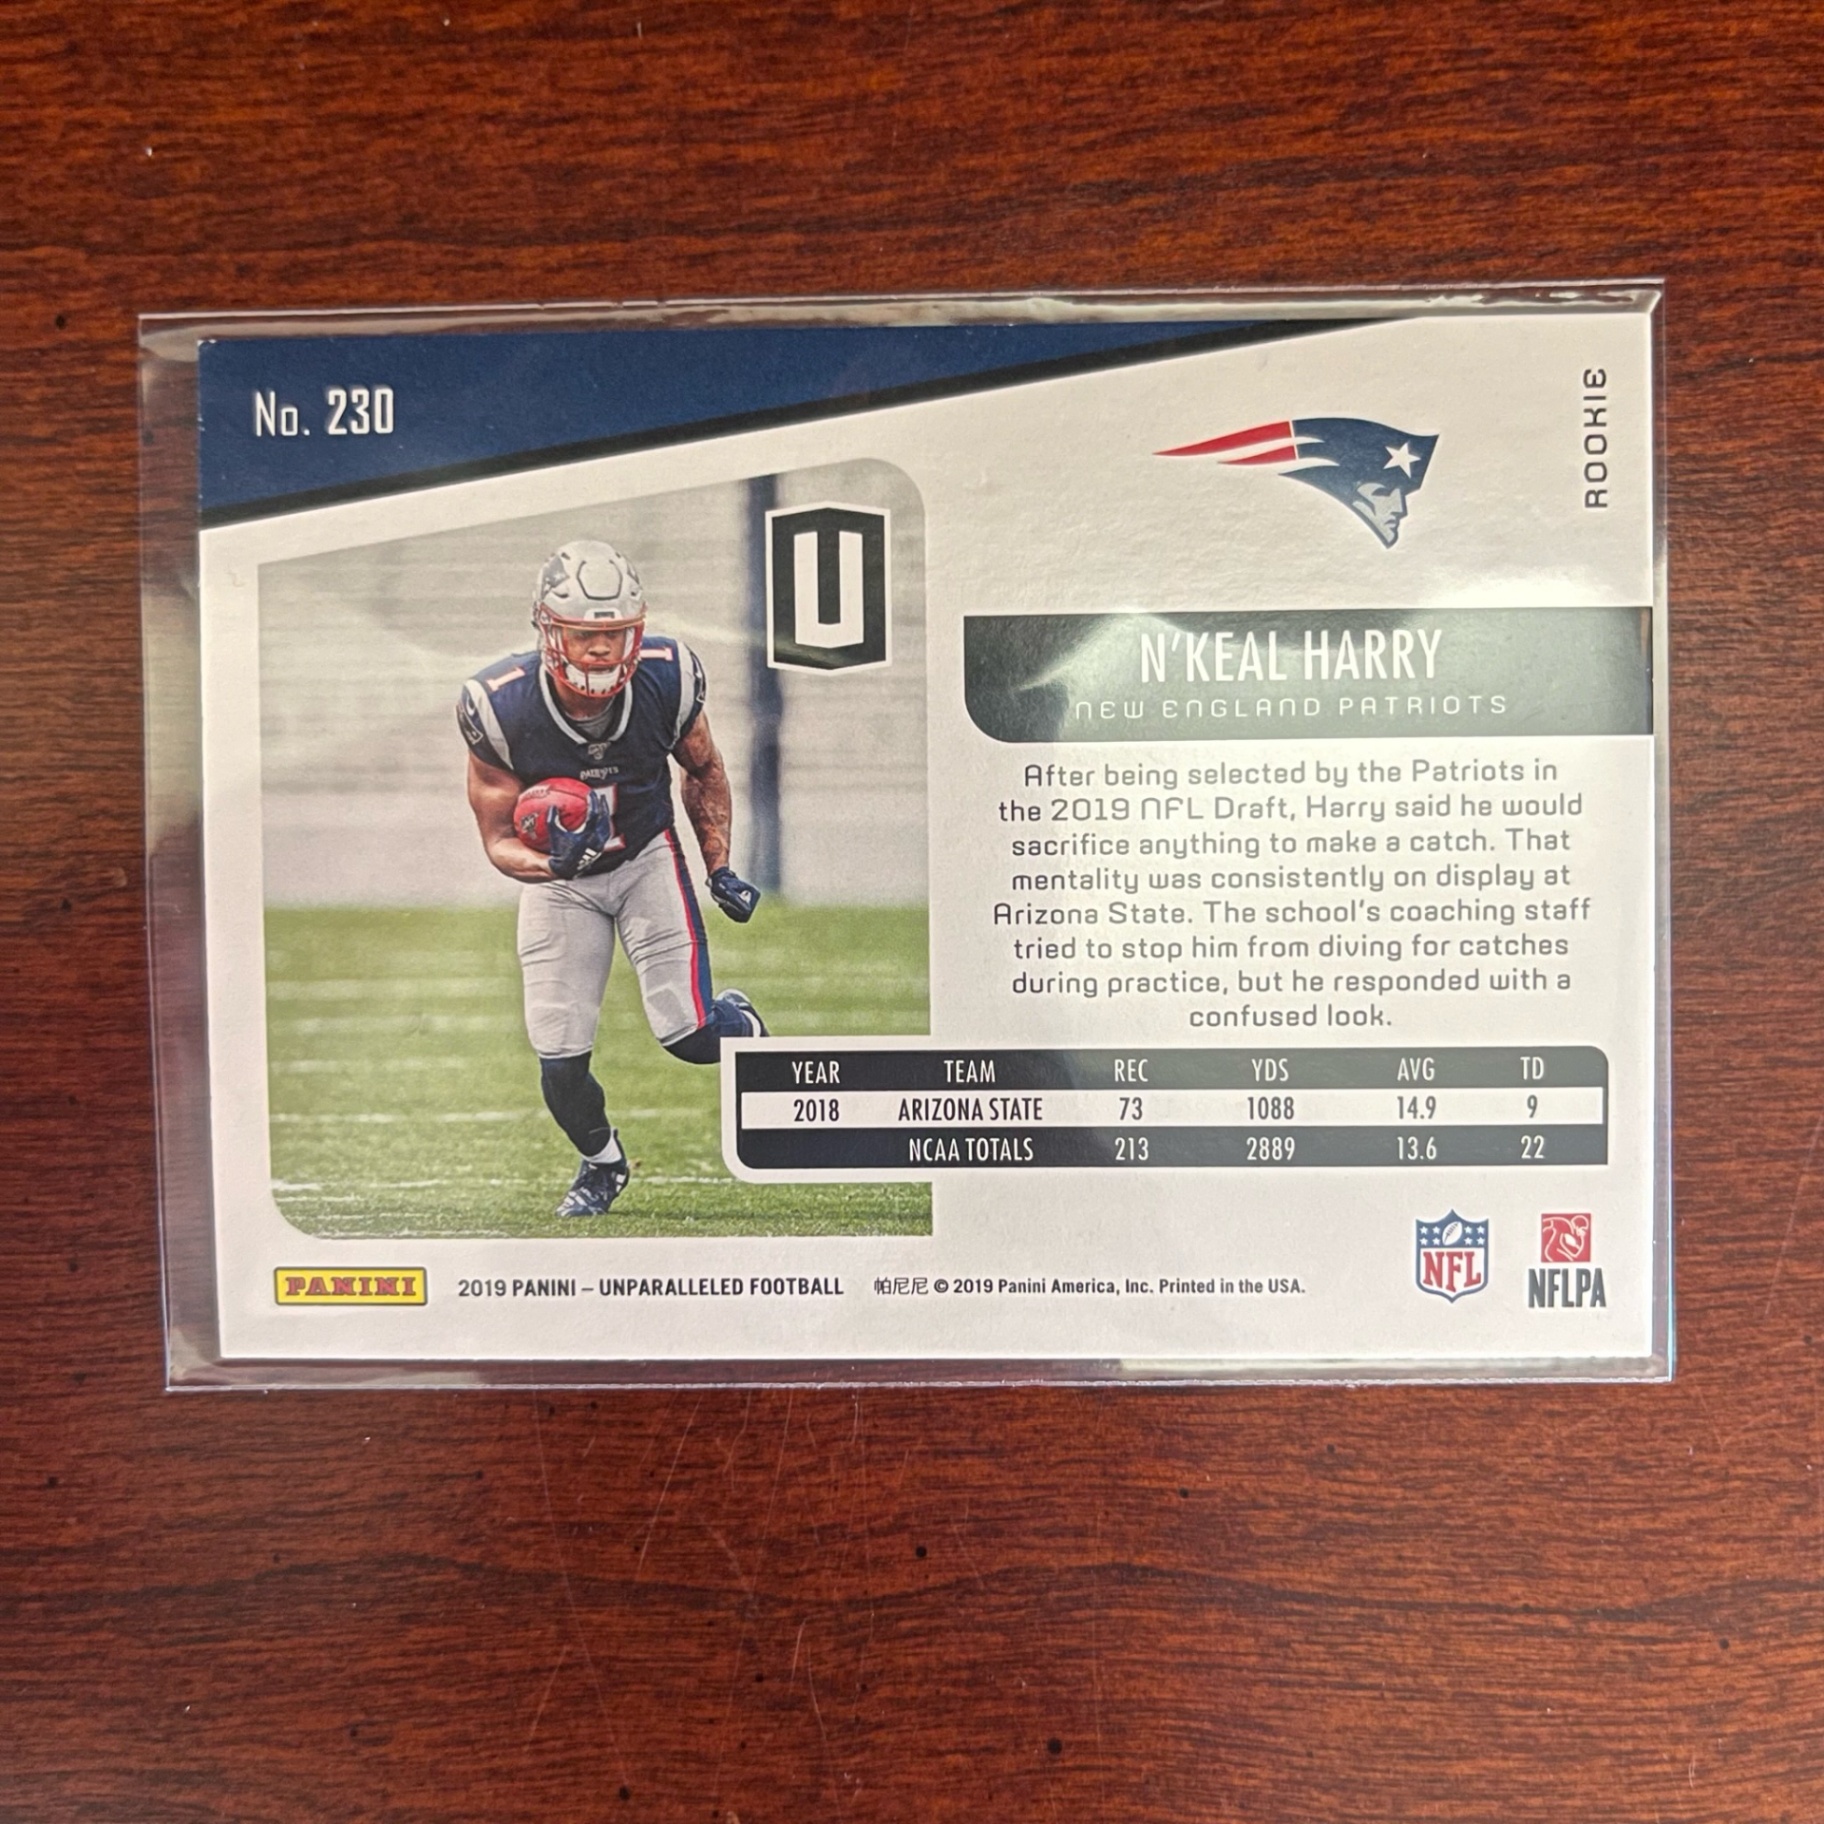 No. 230
ROOKIE
U
N'KEAL HARRY
NEW ENGLAND PATRIOTS
1
1
PATRIOTS
1
After being selected by the Patriots in
the 2019 NFL Draft, Harry said he would
sacrifice anything to make a catch. That
mentality was consistently on display at
Arizona State. The school's coaching staff
tried to stop him from diving for catches
during practice, but he responded with a
confused look.
YEAR TEAM REC YDS AVG TD
2018 ARIZONA STATE 73 1088 14.9 9
NCAA TOTALS 213 2889 13.6 22
PANINI 2019 PANINI – UNPARALLELED FOOTBALL 帕尼尼 © 2019 Panini America, Inc. Printed in the USA.
NFL
NFLPA